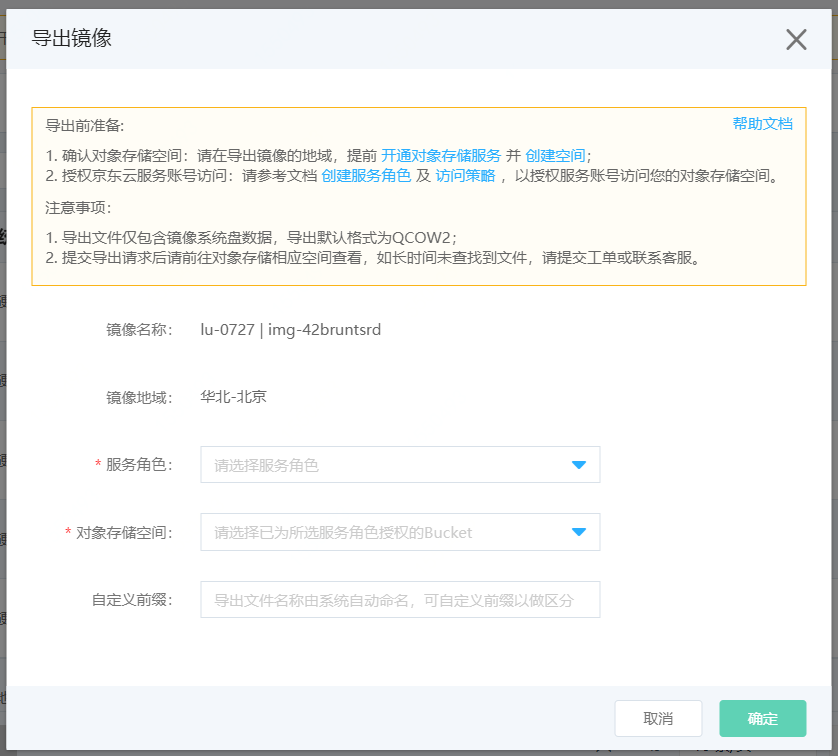 导出镜像
导出前准备:
帮助文档
1. 确认对象存储空间：请在导出镜像的地域，提前 开通对象存储服务 并 创建空间；
2. 授权京东云服务账号访问：请参考文档 创建服务角色 及 访问策略 ，以授权服务账号访问您的对象存储空间。
注意事项：
1. 导出文件仅包含镜像系统盘数据，导出默认格式为QCOW2；
2. 提交导出请求后请前往对象存储相应空间查看，如长时间未查找到文件，请提交工单或联系客服。
镜像名称： lu-0727 | img-42bruntsrd
镜像地域： 华北-北京
* 服务角色： 请选择服务角色
* 对象存储空间： 请选择已为所选服务角色授权的Bucket
自定义前缀： 导出文件名称由系统自动命名，可自定义前缀以做区分
取消 确定